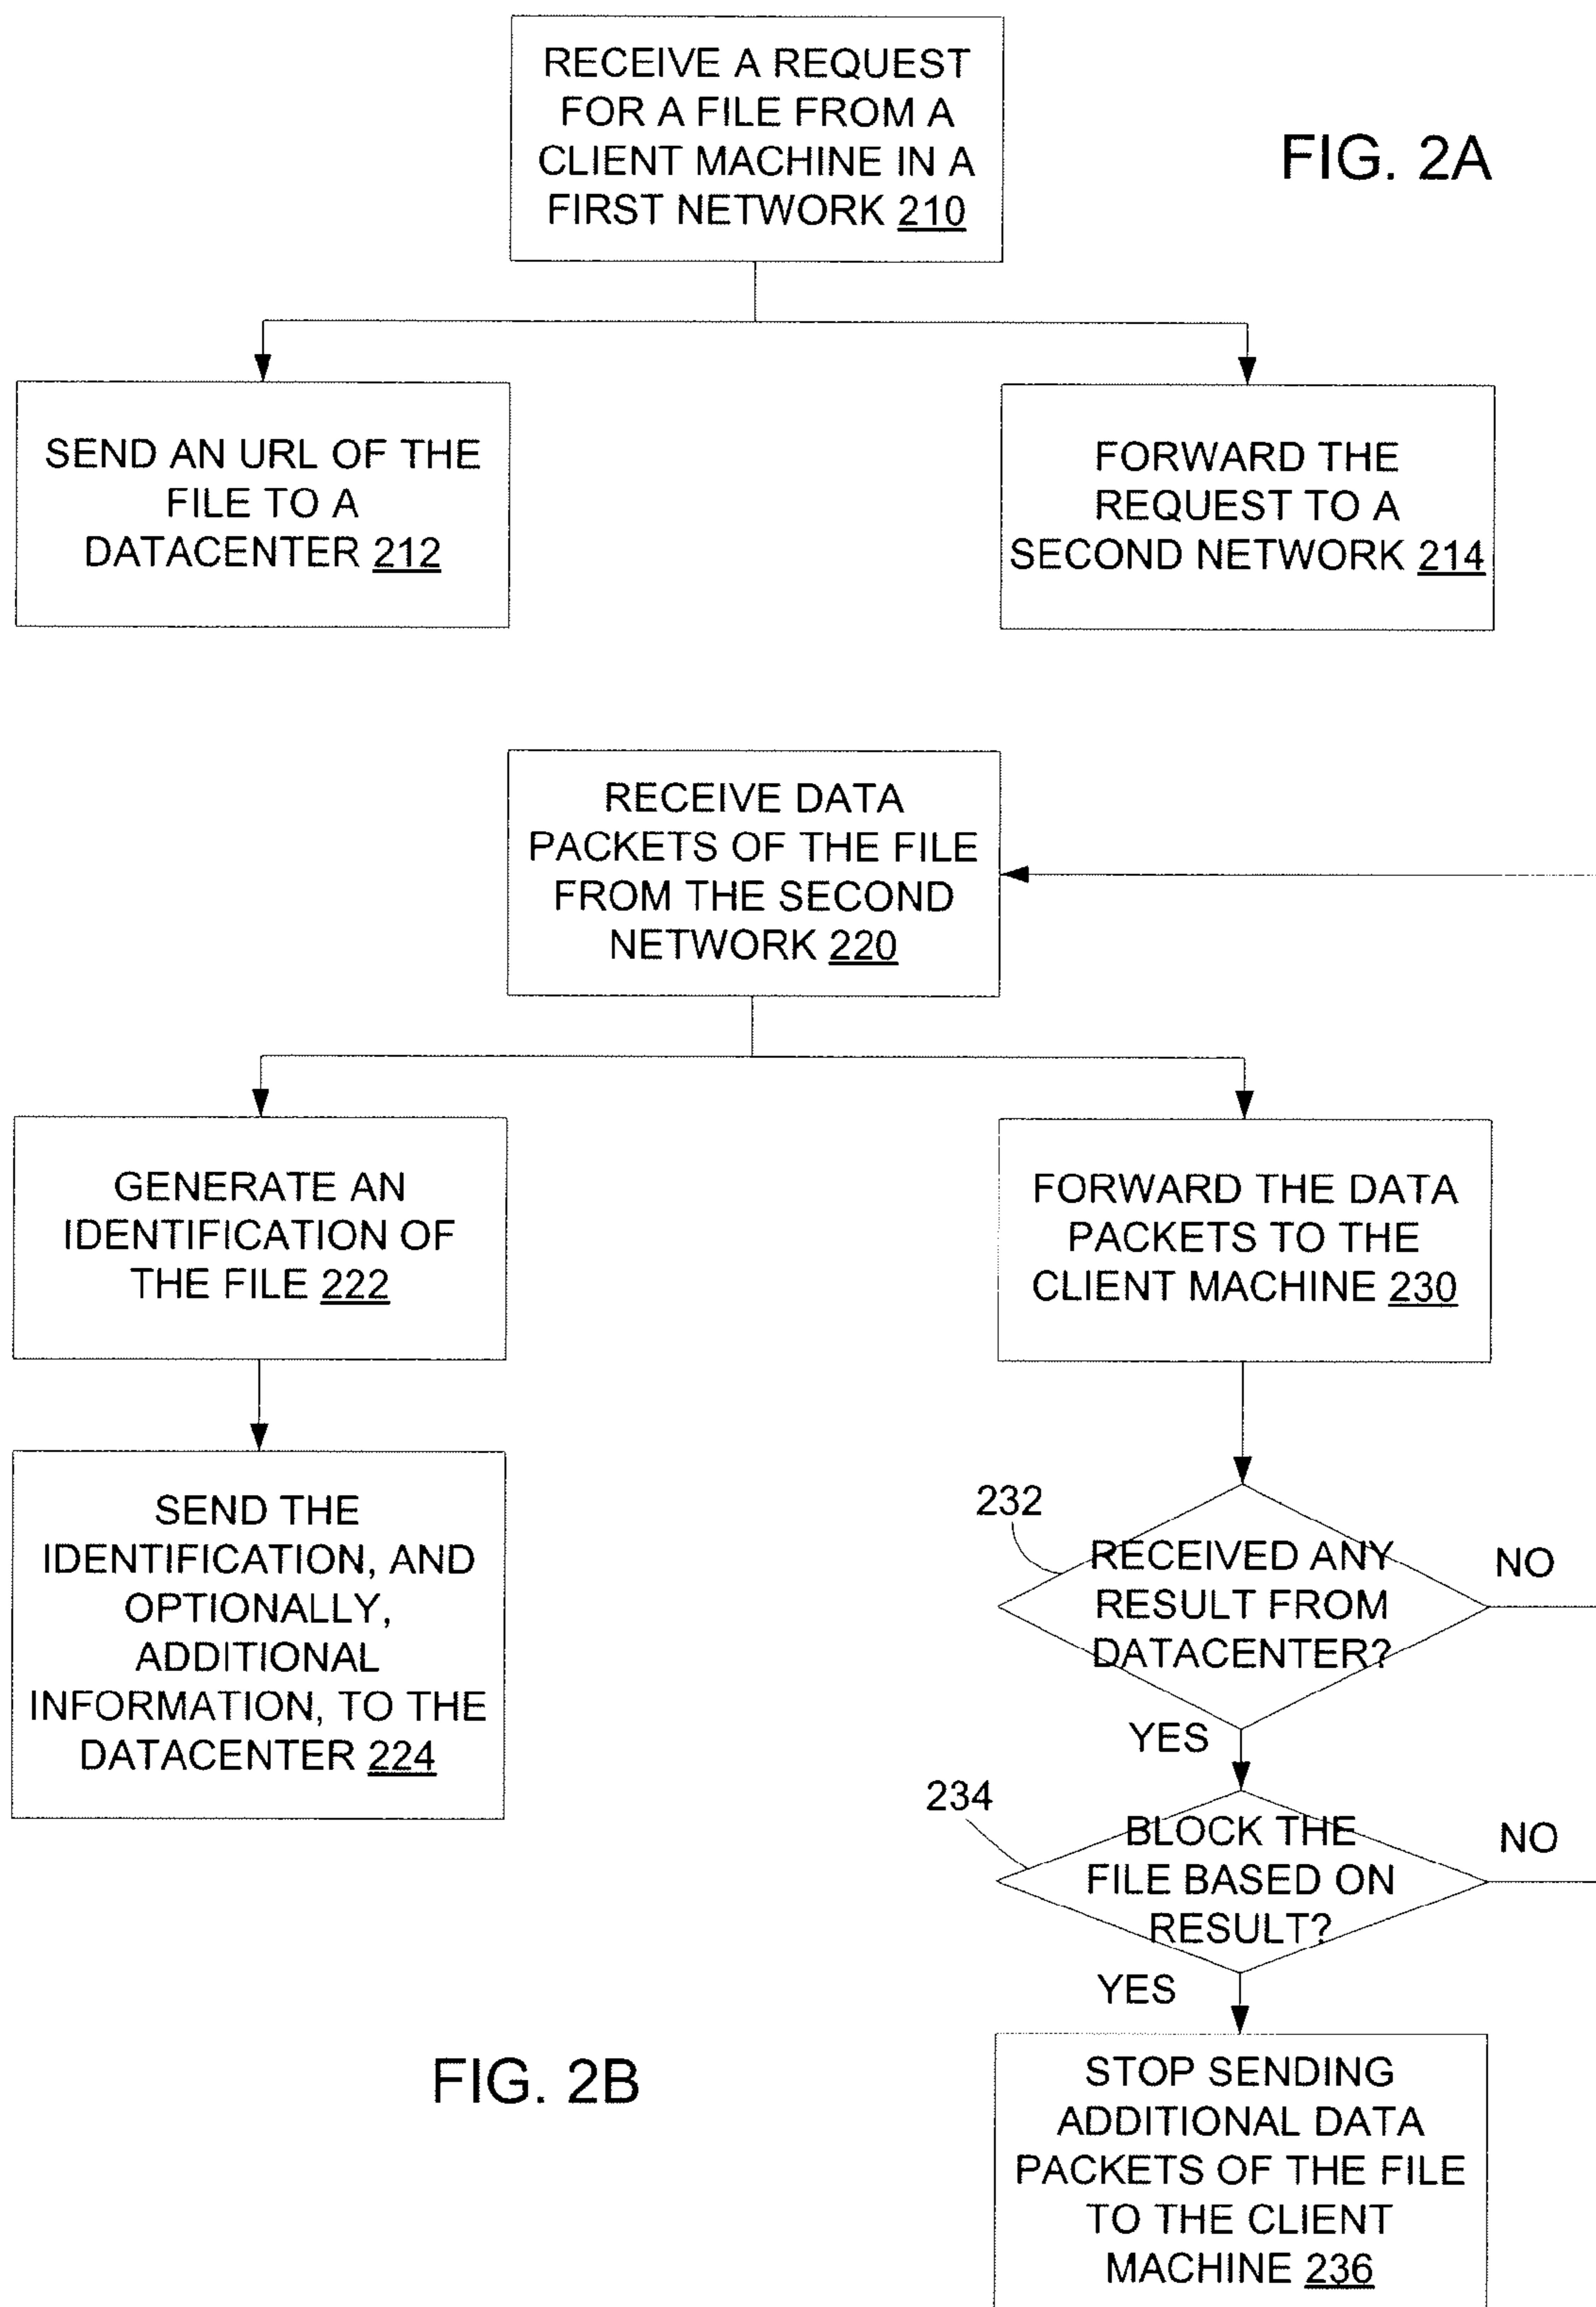 RECEIVE A REQUEST
FOR A FILE FROM A
CLIENT MACHINE IN A
FIRST NETWORK 210
FIG. 2A
SEND AN URL OF THE
FILE TO A
DATACENTER 212
FORWARD THE
REQUEST TO A
SECOND NETWORK 214
RECEIVE DATA
PACKETS OF THE FILE
FROM THE SECOND
NETWORK 220
GENERATE AN
IDENTIFICATION OF
THE FILE 222
FORWARD THE DATA
PACKETS TO THE
CLIENT MACHINE 230
SEND THE
IDENTIFICATION, AND
OPTIONALLY,
ADDITIONAL
INFORMATION, TO THE
DATACENTER 224
232
RECEIVED ANY
RESULT FROM
DATACENTER?
NO
YES
234
BLOCK THE
FILE BASED ON
RESULT?
NO
YES
STOP SENDING
ADDITIONAL DATA
PACKETS OF THE FILE
TO THE CLIENT
MACHINE 236
FIG. 2B